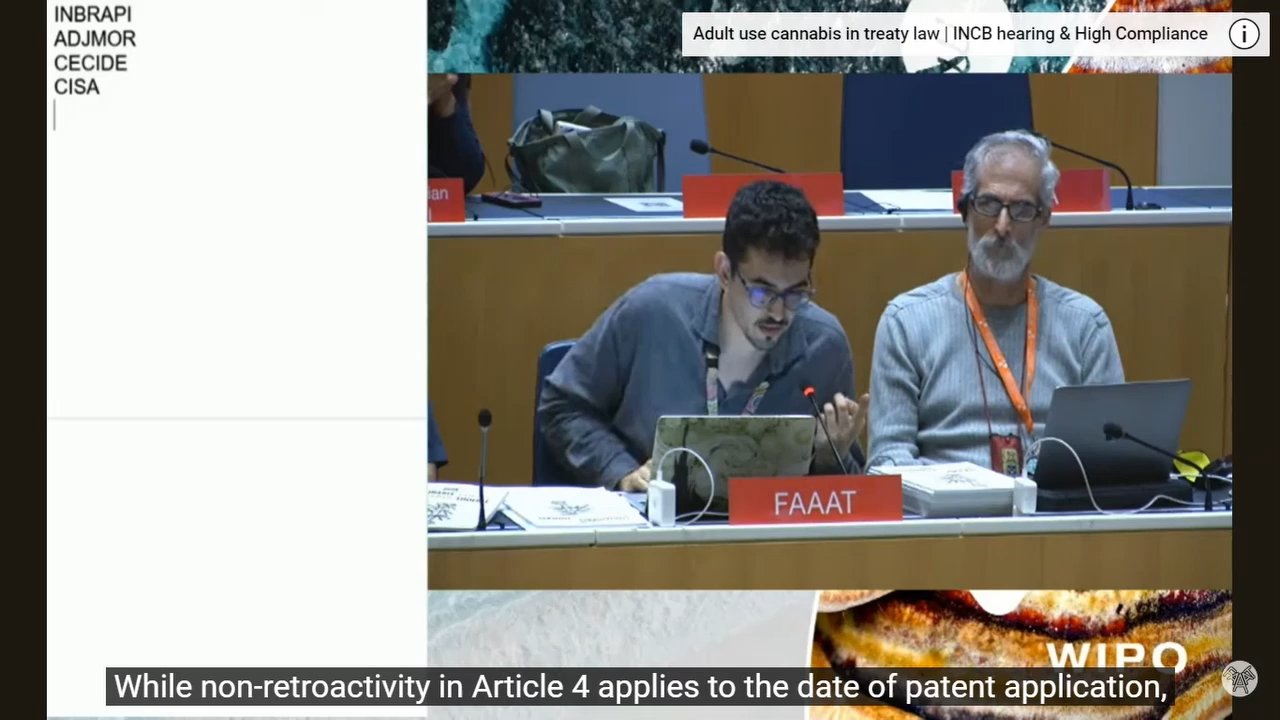 INBRAPI
ADJMOR
CECIDE
CISA
Adult use cannabis in treaty law | INCB hearing & High Compliance
ian
FAAAT
WIPO
While non-retroactivity in Article 4 applies to the date of patent application,